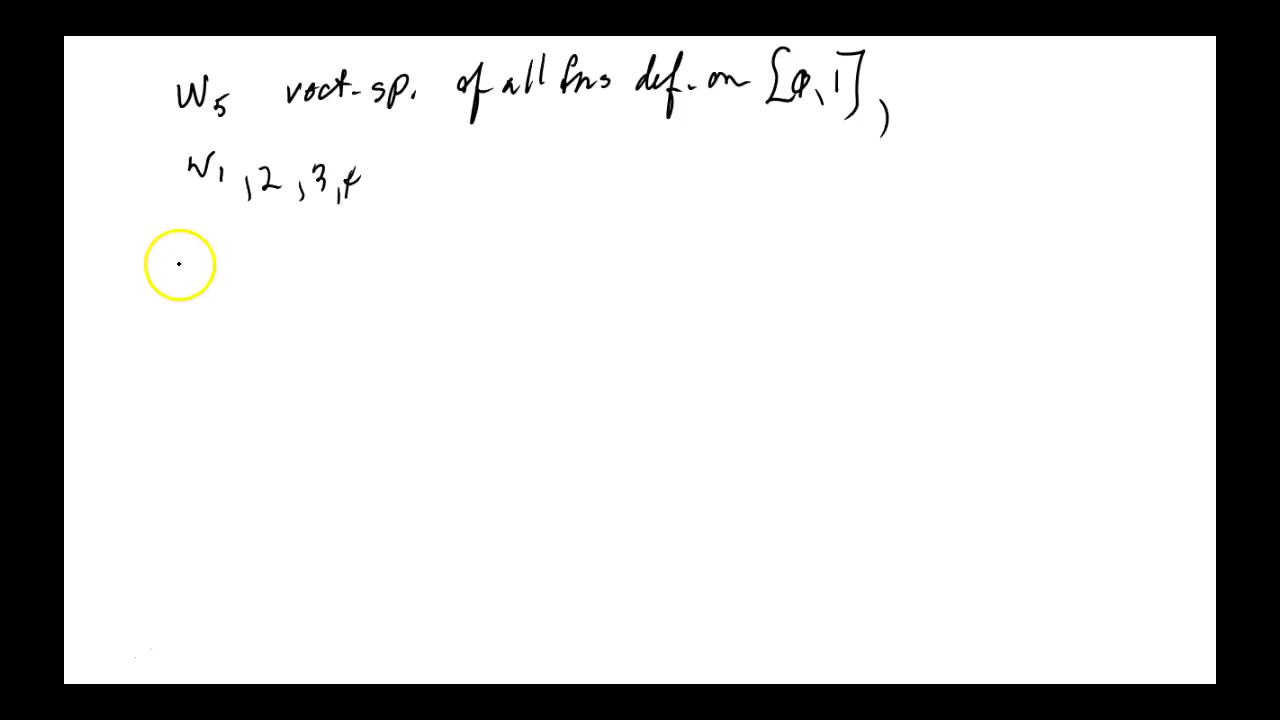 W5 vect. sp. of all fns def. on [0, 1],
W1, 2, 3, 4